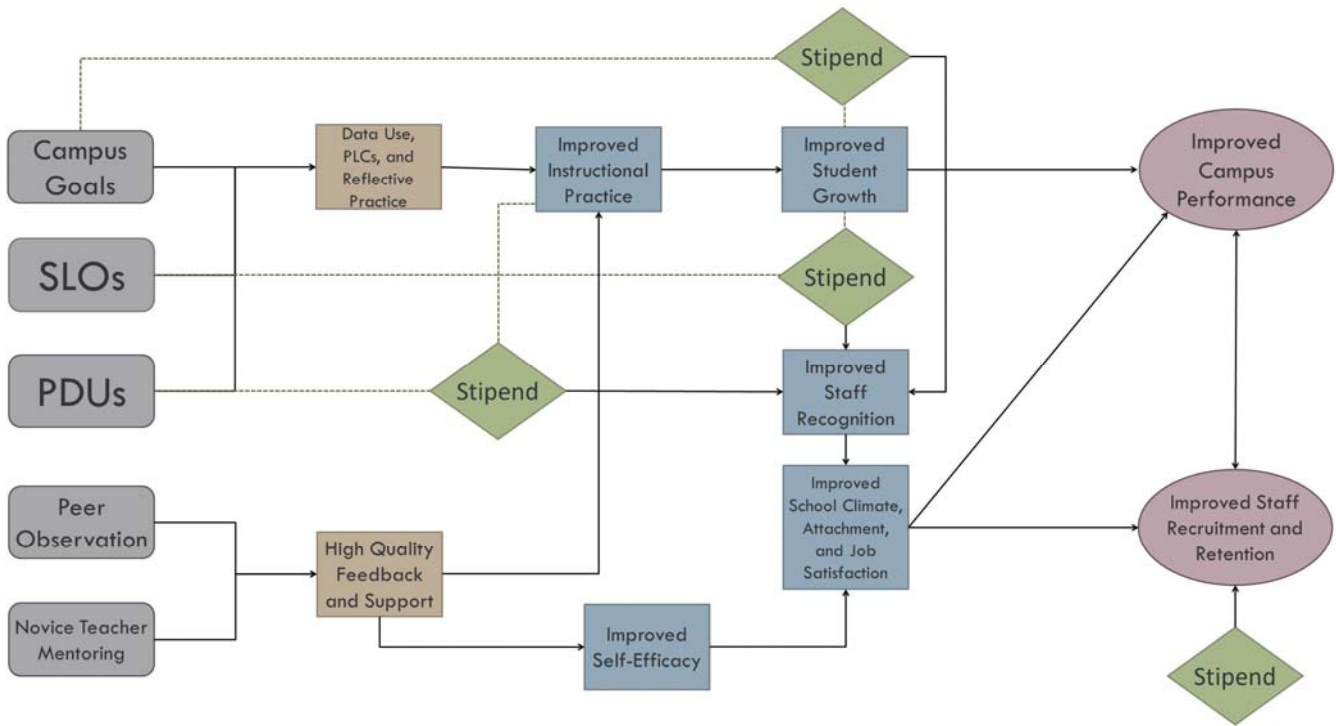 Stipend
Campus
Goals
Data Use,
PLCs, and
Reflective
Practice
Improved
Instructional
Practice
Improved
Student
Growth
Improved
Campus
Performance
SLOs
Stipend
PDUs
Stipend
Improved
Staff
Recognition
Peer
Observation
High Quality
Feedback
and Support
Improved
School Climate,
Attachment,
and Job
Satisfaction
Improved Staff
Recruitment and
Retention
Novice Teacher
Mentoring
Improved
Self-Efficacy
Stipend